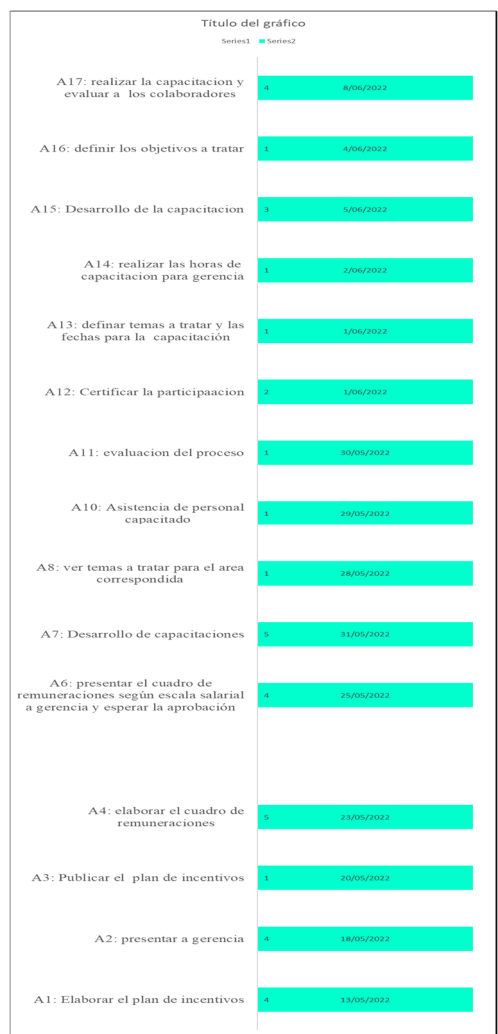 Título del gráfico
Series1 Series2
A17: realizar la capacitacion y
evaluar a los colaboradores
4 8/06/2022
A16: definir los objetivos a tratar
1 4/06/2022
A15: Desarrollo de la capacitacion
3 5/06/2022
A14: realizar las horas de
capacitacion para gerencia
1 2/06/2022
A13: definar temas a tratar y las
fechas para la capacitación
1 1/06/2022
A12: Certificar la participaacion
2 1/06/2022
A11: evaluacion del proceso
1 30/05/2022
A10: Asistencia de personal
capacitado
1 29/05/2022
A8: ver temas a tratar para el area
correspondida
1 28/05/2022
A7: Desarrollo de capacitaciones
5 31/05/2022
A6: presentar el cuadro de
remuneraciones según escala salarial
a gerencia y esperar la aprobación
4 25/05/2022
A4: elaborar el cuadro de
remuneraciones
5 23/05/2022
A3: Publicar el plan de incentivos
1 20/05/2022
A2: presentar a gerencia
4 18/05/2022
A1: Elaborar el plan de incentivos
4 13/05/2022